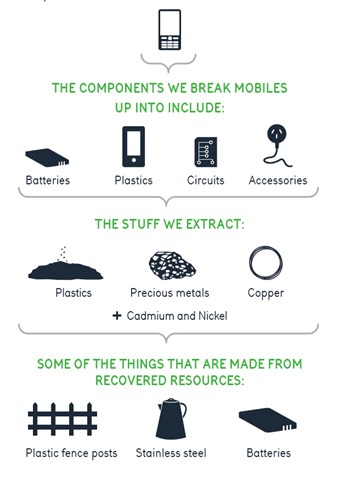 THE COMPONENTS WE BREAK MOBILES
UP INTO INCLUDE:
Batteries Plastics Circuits Accessories
THE STUFF WE EXTRACT:
Plastics Precious metals Copper
+ Cadmium and Nickel
SOME OF THE THINGS THAT ARE MADE FROM
RECOVERED RESOURCES:
Plastic fence posts Stainless steel Batteries